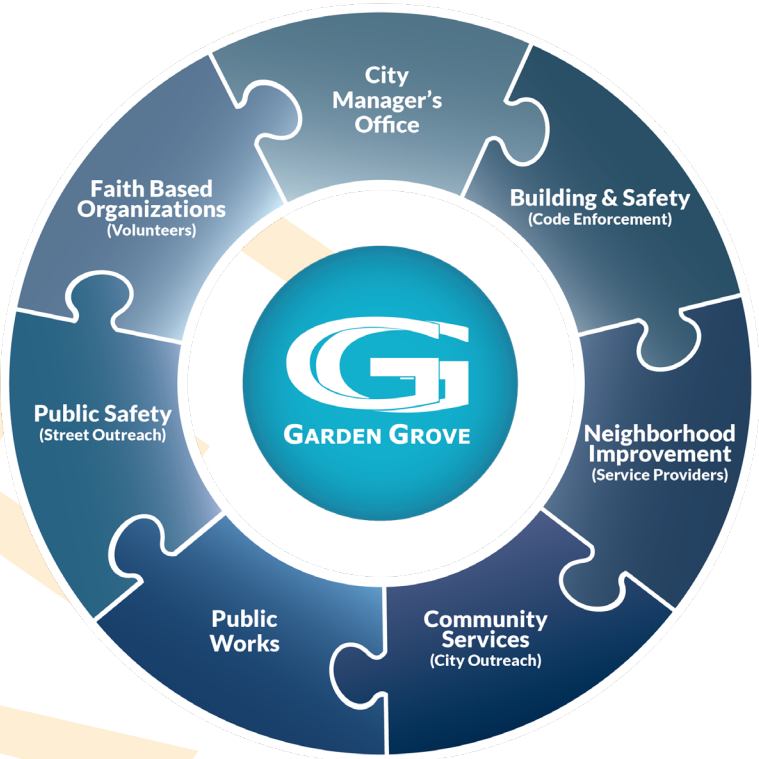 City
Manager's
Office
Building & Safety
(Code Enforcement)
Neighborhood
Improvement
(Service Providers)
Community
Services
(City Outreach)
Public
Works
Public Safety
(Street Outreach)
Faith Based
Organizations
(Volunteers)
GG
GARDEN GROVE